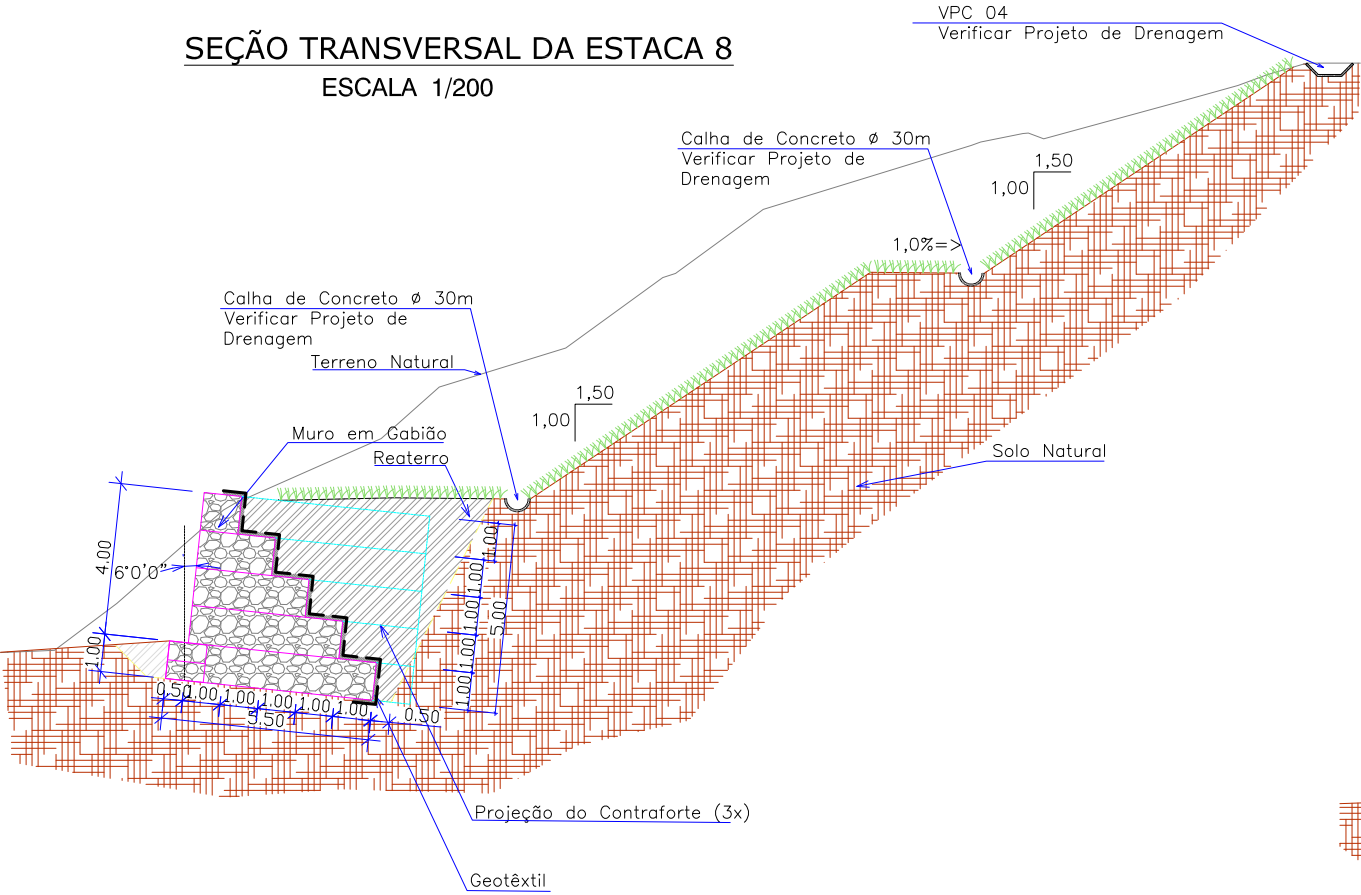 VPC 04
Verificar Projeto de Drenagem
SEÇÃO TRANSVERSAL DA ESTACA 8
ESCALA 1/200
Calha de Concreto ø 30m
Verificar Projeto de
Drenagem
1,50
1,00
1,0%=>
Calha de Concreto ø 30m
Verificar Projeto de
Drenagem
Terreno Natural
1,50
1,00
Muro em Gabião
Reaterro
Solo Natural
4.00
6°0'0"
1.00
1.00
1.00
1.00
1.00
1.00
5.00
0.50
1.00
1.00
1.00
1.00
1.00
5.50
0.50
Projeção do Contraforte (3x)
Geotêxtil